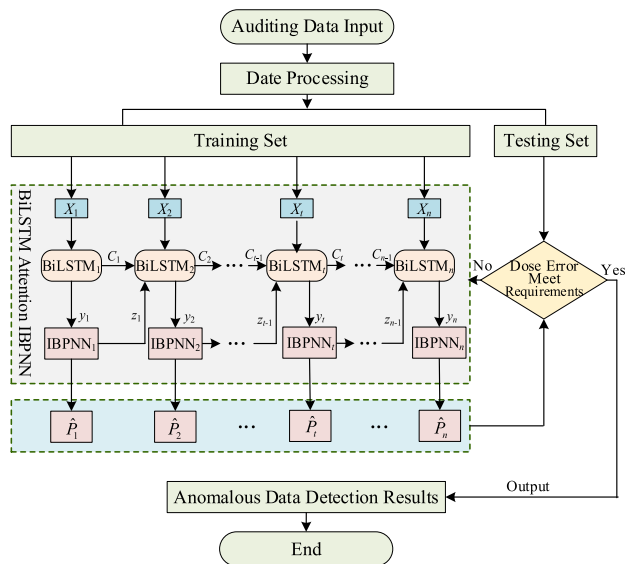 Auditing Data Input
Date Processing
Training Set
Testing Set
BiLSTM Attention IBPNN
X1 X2 Xt Xn
BiLSTM1 C1 BiLSTM2 C2 ··· Ct-1 BiLSTMt Ct ··· Cn-1 BiLSTMn
No
Dose Error
Meet
Requirements
Yes
y1 z1 y2 zt-1 yt zn-1 yn
IBPNN1 IBPNN2 ··· IBPNNt ··· IBPNNn
P̂1 P̂2 ··· P̂t ··· P̂n
Output
Anomalous Data Detection Results
End